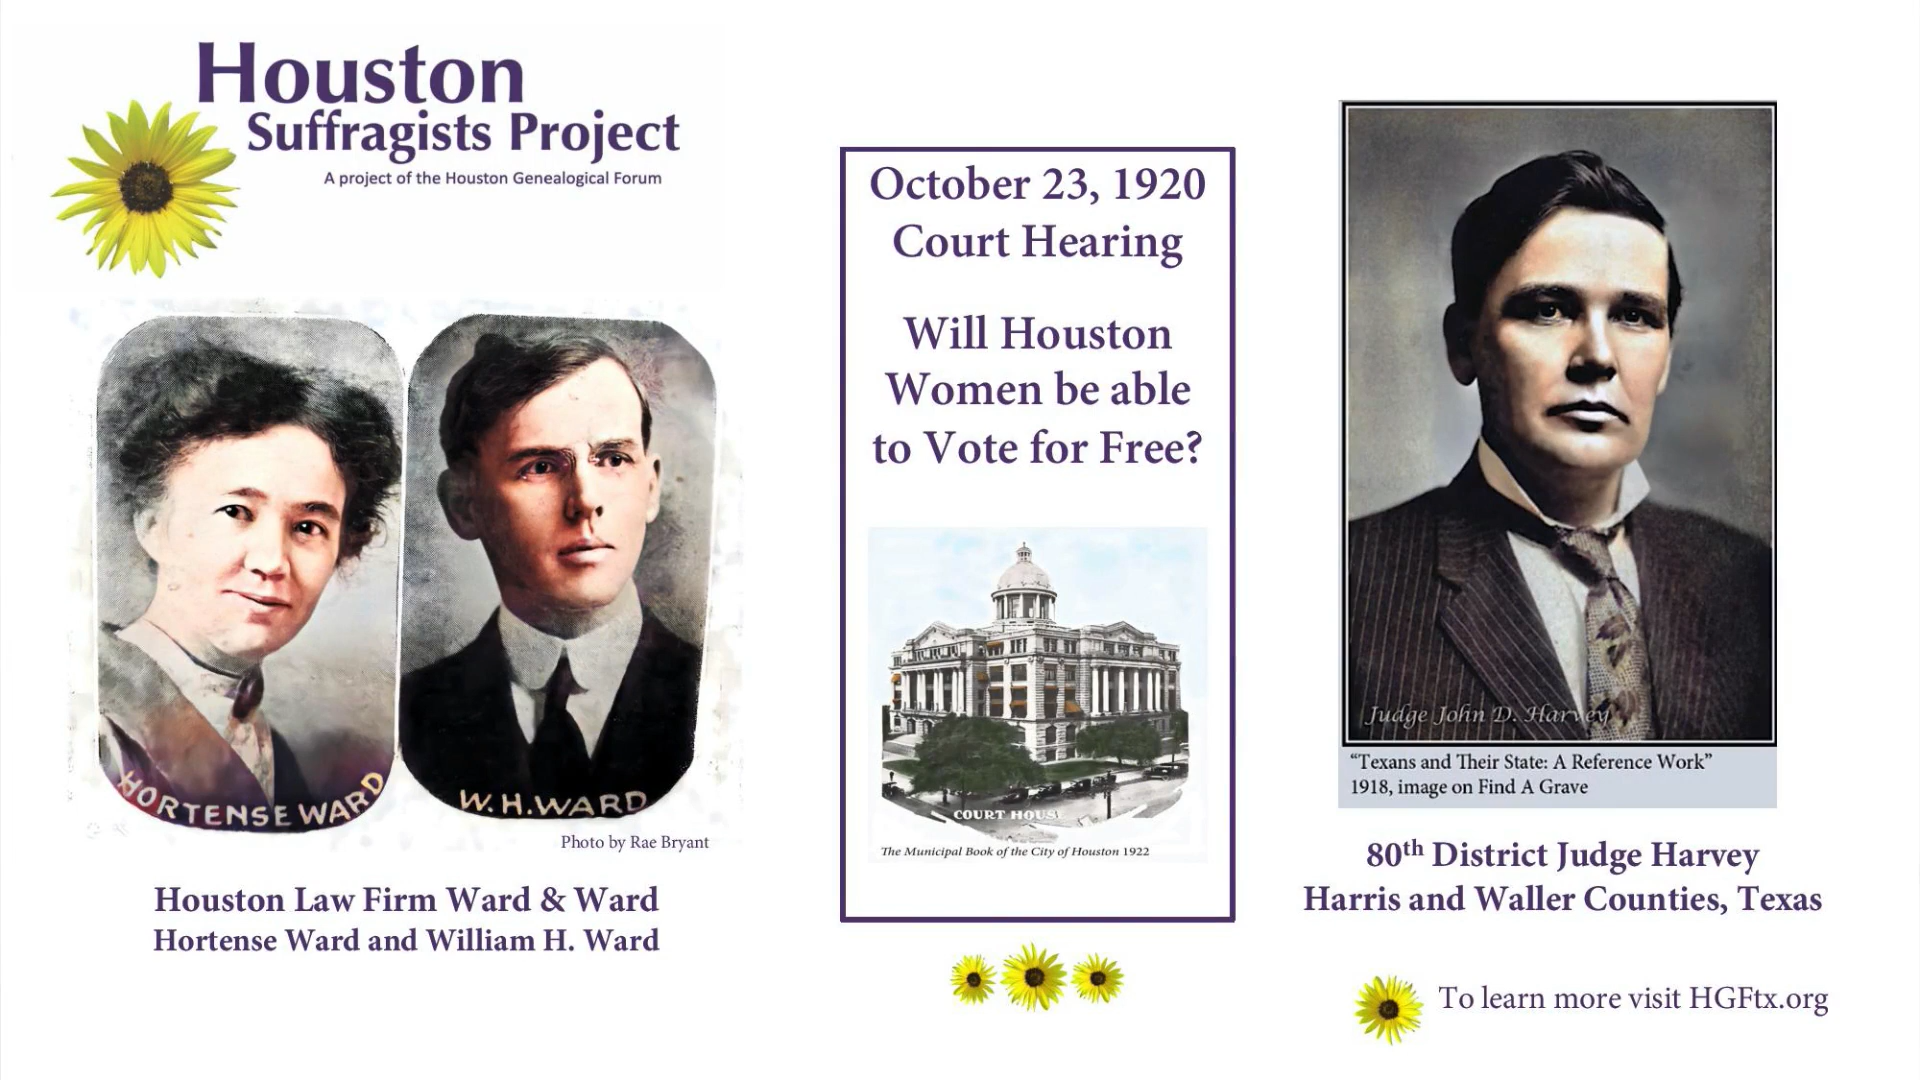 Houston
Suffragists Project
A project of the Houston Genealogical Forum
HORTENSE WARD
W.H.WARD
Photo by Rae Bryant
Houston Law Firm Ward & Ward
Hortense Ward and William H. Ward
October 23, 1920
Court Hearing
Will Houston
Women be able
to Vote for Free?
COURT HOUSE
The Municipal Book of the City of Houston 1922
Judge John D. Harvey
“Texans and Their State: A Reference Work”
1918, image on Find A Grave
80th District Judge Harvey
Harris and Waller Counties, Texas
To learn more visit HGFtx.org